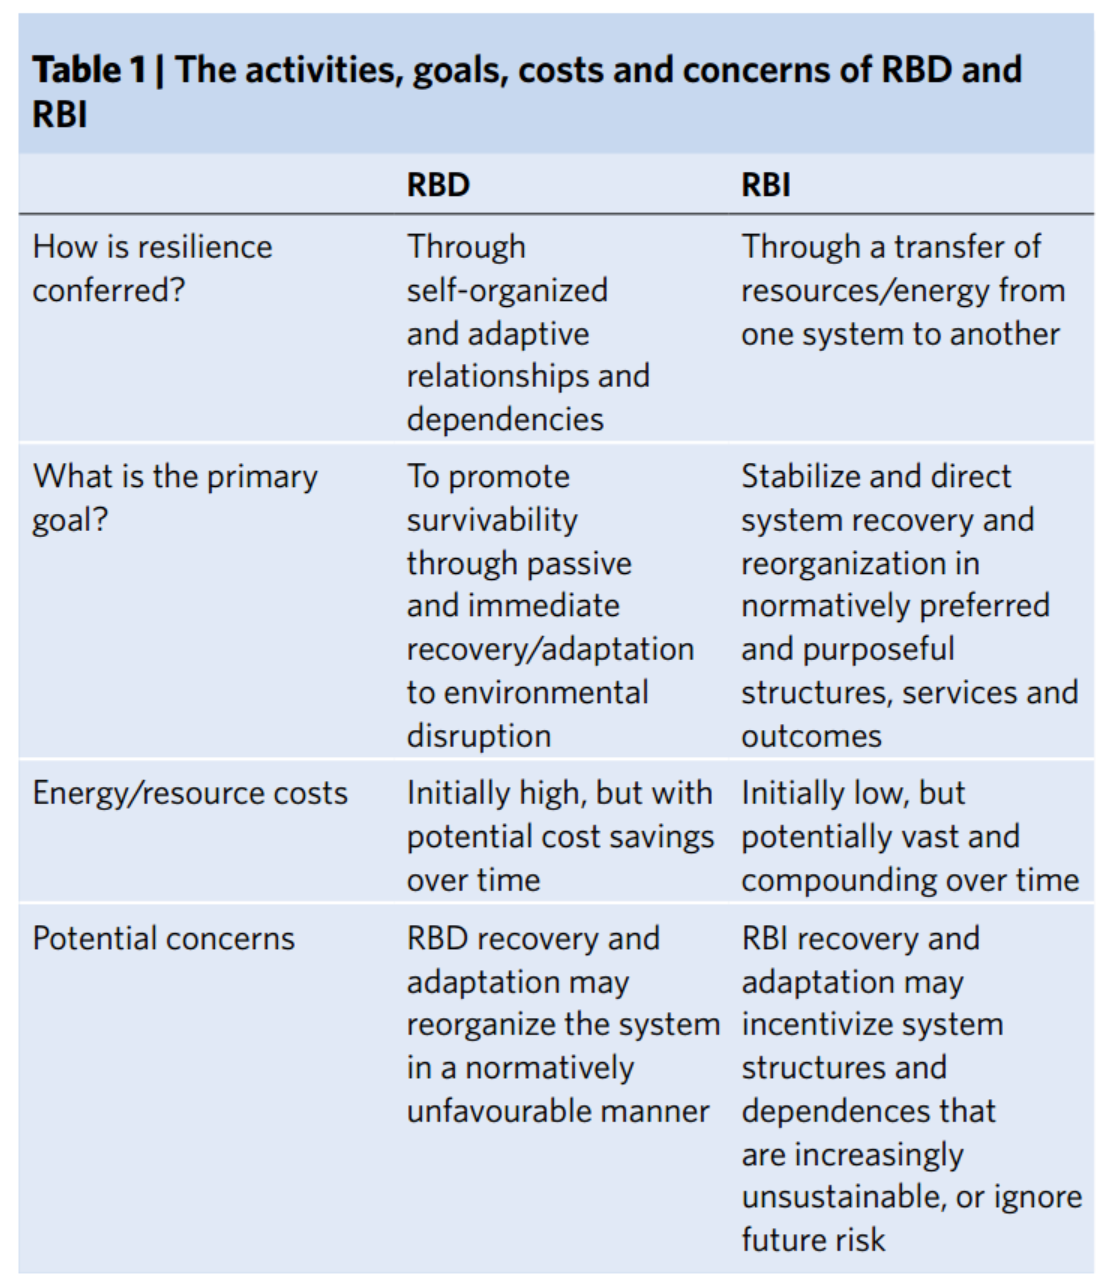 Table 1 | The activities, goals, costs and concerns of RBD and
RBI
RBD
RBI
How is resilience
conferred?
Through
self-organized
and adaptive
relationships and
dependencies
Through a transfer of
resources/energy from
one system to another
What is the primary
goal?
To promote
survivability
through passive
and immediate
recovery/adaptation
to environmental
disruption
Stabilize and direct
system recovery and
reorganization in
normatively preferred
and purposeful
structures, services and
outcomes
Energy/resource costs
Initially high, but with
potential cost savings
over time
Initially low, but
potentially vast and
compounding over time
Potential concerns
RBD recovery and
adaptation may
reorganize the system
in a normatively
unfavourable manner
RBI recovery and
adaptation may
incentivize system
structures and
dependences that
are increasingly
unsustainable, or ignore
future risk